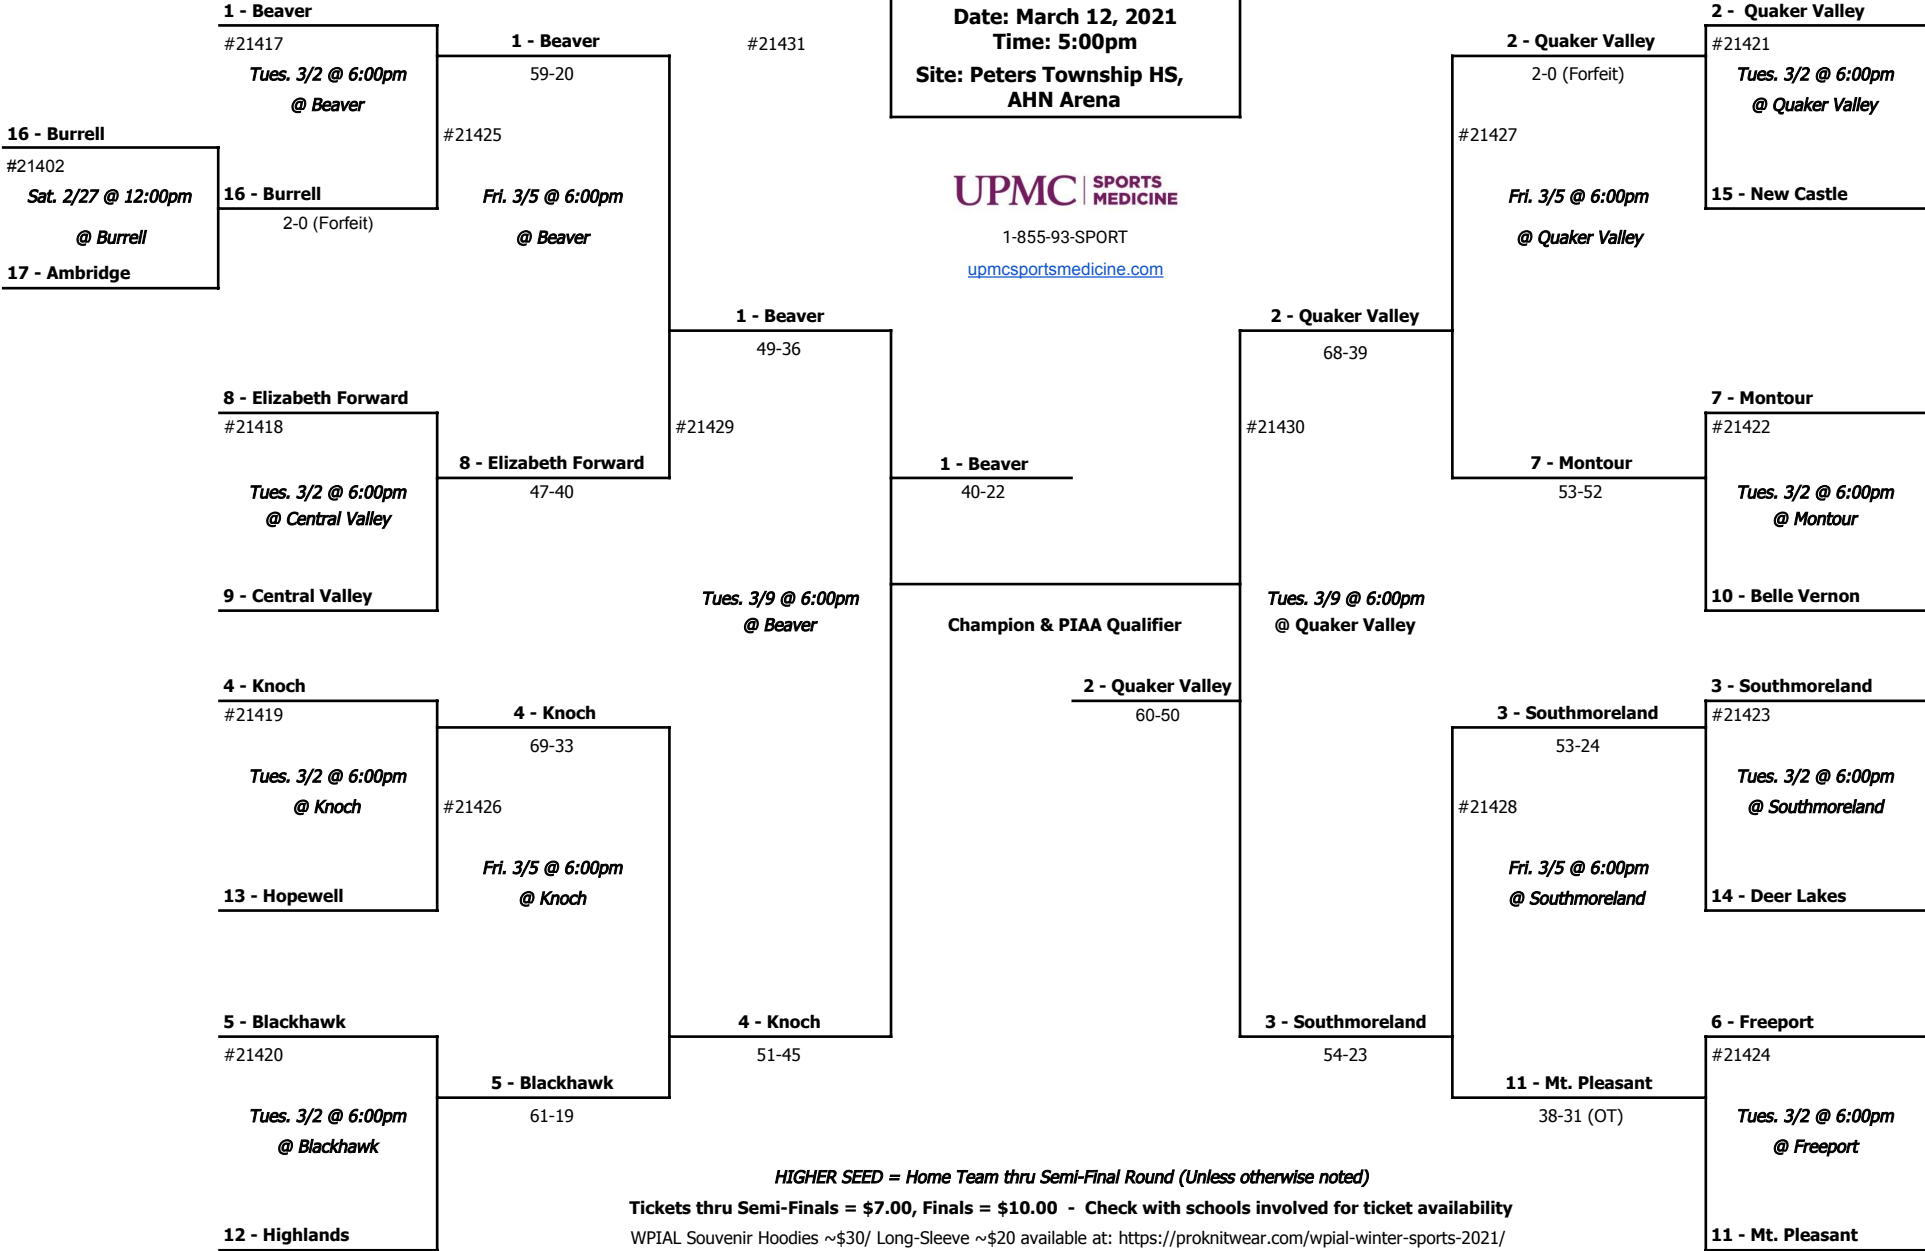 1 - Beaver
#21417
Tues. 3/2 @ 6:00pm
@ Beaver
16 - Burrell
#21402
Sat. 2/27 @ 12:00pm
@ Burrell
17 - Ambridge
16 - Burrell
2-0 (Forfeit)
1 - Beaver
59-20
#21425
Fri. 3/5 @ 6:00pm
@ Beaver
8 - Elizabeth Forward
#21418
Tues. 3/2 @ 6:00pm
@ Central Valley
9 - Central Valley
8 - Elizabeth Forward
47-40
1 - Beaver
49-36
#21429
Tues. 3/9 @ 6:00pm
@ Beaver
4 - Knoch
#21419
Tues. 3/2 @ 6:00pm
@ Knoch
13 - Hopewell
4 - Knoch
69-33
#21426
Fri. 3/5 @ 6:00pm
@ Knoch
5 - Blackhawk
#21420
Tues. 3/2 @ 6:00pm
@ Blackhawk
12 - Highlands
5 - Blackhawk
61-19
4 - Knoch
51-45
#21431
Date: March 12, 2021
Time: 5:00pm
Site: Peters Township HS,
AHN Arena
UPMC SPORTS
MEDICINE
1-855-93-SPORT
upmcsportsmedicine.com
1 - Beaver
40-22
Champion & PIAA Qualifier
2 - Quaker Valley
60-50
2 - Quaker Valley
68-39
#21430
Tues. 3/9 @ 6:00pm
@ Quaker Valley
3 - Southmoreland
54-23
2 - Quaker Valley
2-0 (Forfeit)
#21427
Fri. 3/5 @ 6:00pm
@ Quaker Valley
7 - Montour
53-52
3 - Southmoreland
53-24
#21428
Fri. 3/5 @ 6:00pm
@ Southmoreland
11 - Mt. Pleasant
38-31 (OT)
2 - Quaker Valley
#21421
Tues. 3/2 @ 6:00pm
@ Quaker Valley
15 - New Castle
7 - Montour
#21422
Tues. 3/2 @ 6:00pm
@ Montour
10 - Belle Vernon
3 - Southmoreland
#21423
Tues. 3/2 @ 6:00pm
@ Southmoreland
14 - Deer Lakes
6 - Freeport
#21424
Tues. 3/2 @ 6:00pm
@ Freeport
11 - Mt. Pleasant
HIGHER SEED = Home Team thru Semi-Final Round (Unless otherwise noted)
Tickets thru Semi-Finals = $7.00, Finals = $10.00 - Check with schools involved for ticket availability
WPIAL Souvenir Hoodies ~$30/ Long-Sleeve ~$20 available at: https://proknitwear.com/wpial-winter-sports-2021/